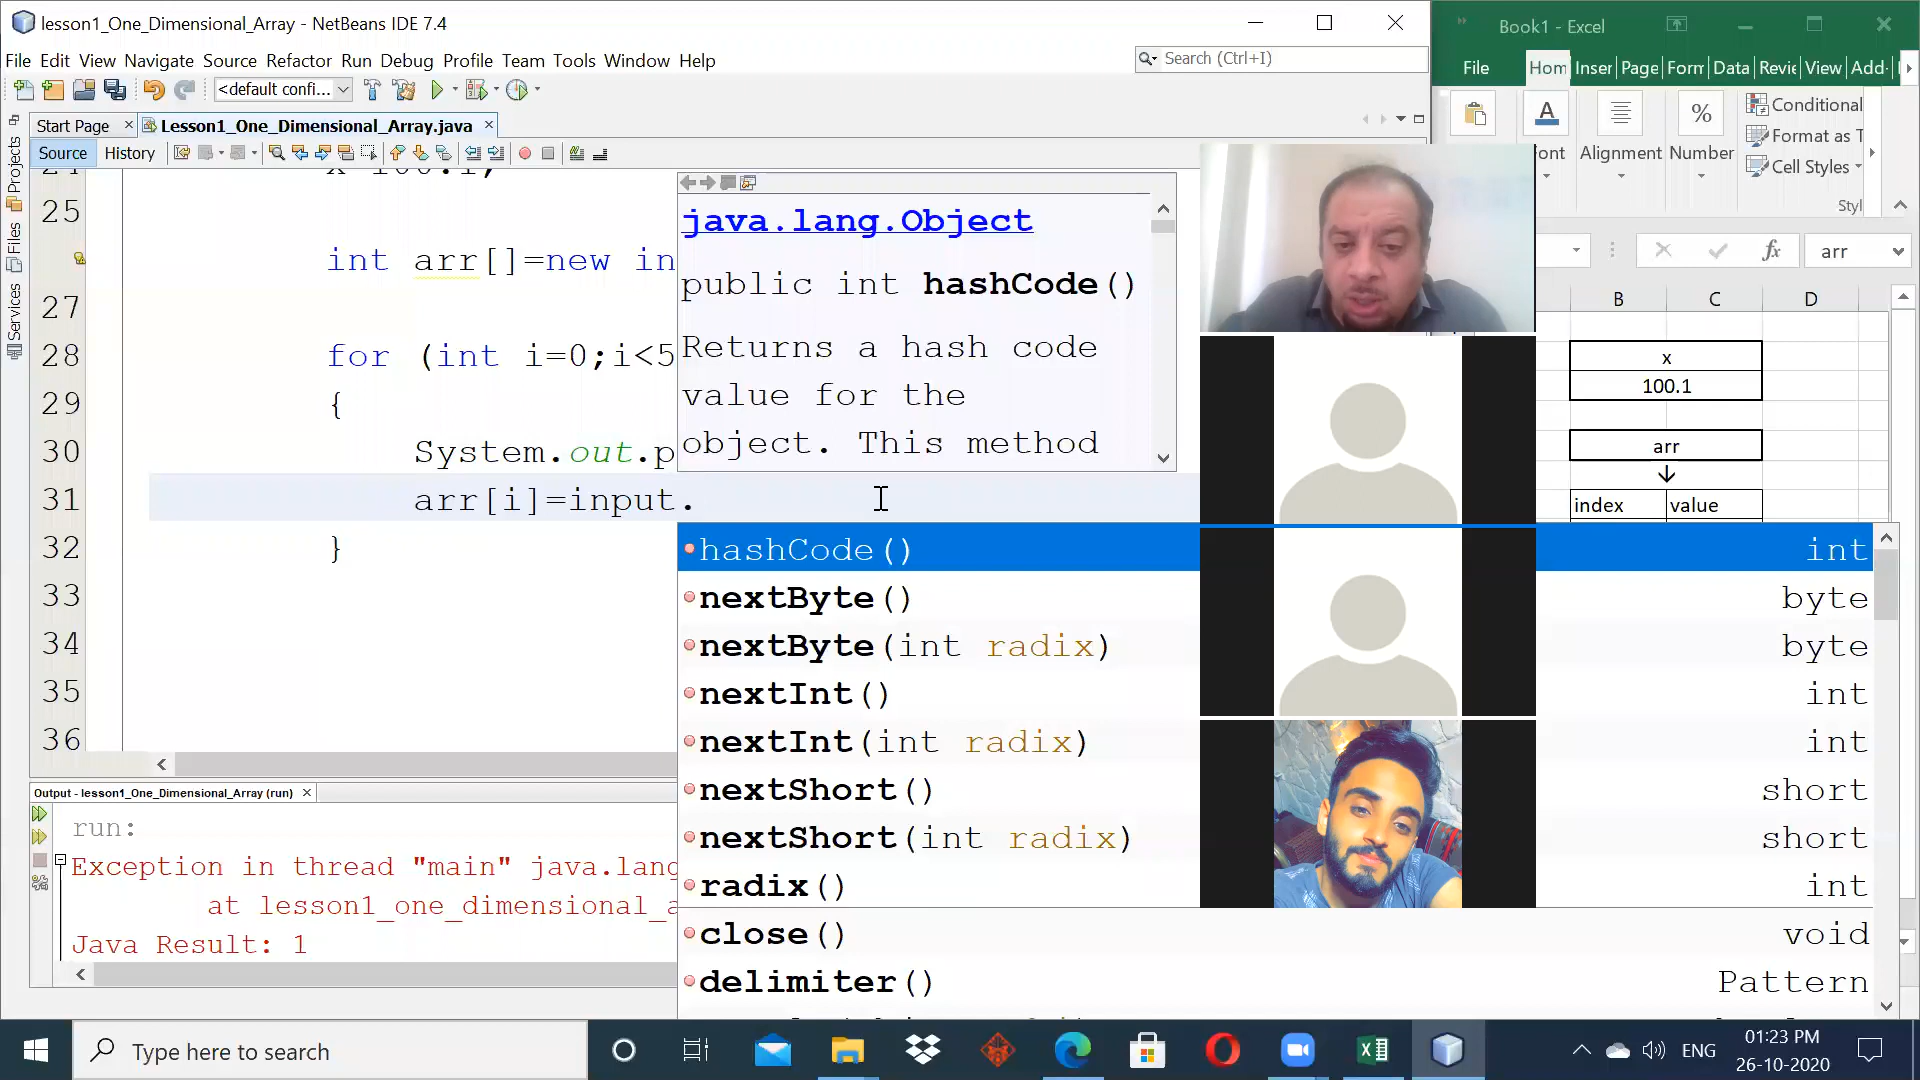 lesson1_One_Dimensional_Array - NetBeans IDE 7.4
File Edit View Navigate Source Refactor Run Debug Profile Team Tools Window Help
Search (Ctrl+I)
<default confi...
Start Page
Lesson1_One_Dimensional_Array.java
Source History
Projects
Files
Services
25
int arr[]=new in
27
28 for (int i=0;i<5
29 {
30 System.out.p
31 arr[i]=input.
32 }
33
34
35
36
java.lang.Object
public int hashCode()
Returns a hash code
value for the
object. This method
hashCode() int
nextByte() byte
nextByte(int radix) byte
nextInt() int
nextInt(int radix) int
nextShort() short
nextShort(int radix) short
radix() int
close() void
delimiter() Pattern
Output - lesson1_One_Dimensional_Array (run)
run:
Exception in thread "main" java.lang
at lesson1_one_dimensional_a
Java Result: 1
Book1 - Excel
File Hom Inser Page Form Data Revie View Add-
ont
Alignment
Number
%
Conditional
Format as T
Cell Styles
Styl
fx arr
B C D
x
100.1
arr
index value
Type here to search
ENG
01:23 PM
26-10-2020